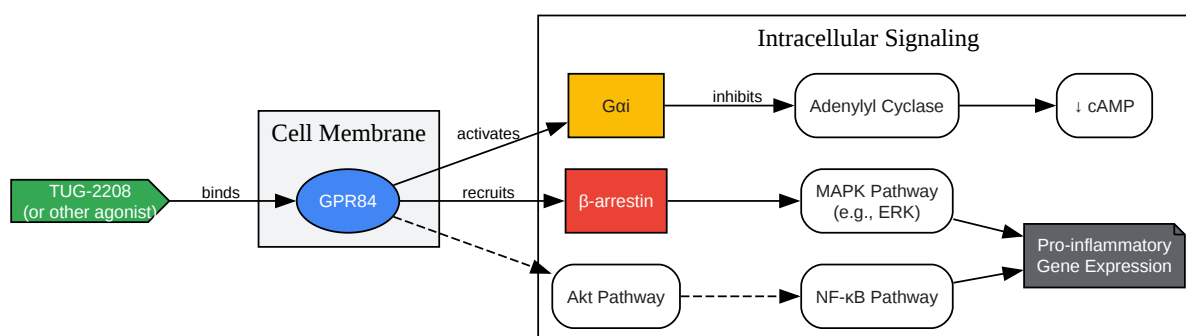 Intracellular Signaling
Gαi
inhibits
Adenylyl Cyclase
↓ cAMP
Cell Membrane
activates
TUG-2208
(or other agonist)
binds
GPR84
recruits
β-arrestin
MAPK Pathway
(e.g., ERK)
Pro-inflammatory
Gene Expression
Akt Pathway
NF-κB Pathway